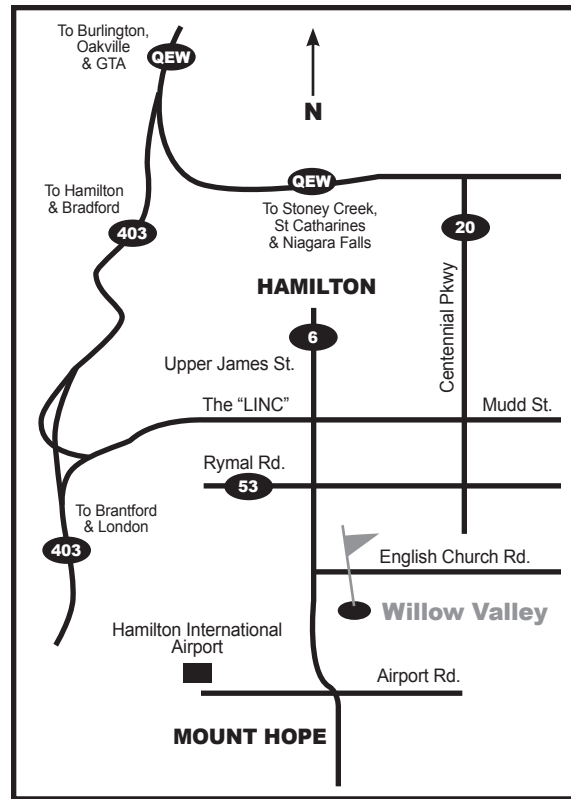 To Burlington,
Oakville
& GTA
QEW
N
To Hamilton
& Bradford
403
QEW
To Stoney Creek,
St Catharines
& Niagara Falls
20
Centennial Pkwy
HAMILTON
6
Upper James St.
The “LINC”
Mudd St.
Rymal Rd.
53
To Brantford
& London
403
English Church Rd.
Willow Valley
Hamilton International
Airport
Airport Rd.
MOUNT HOPE